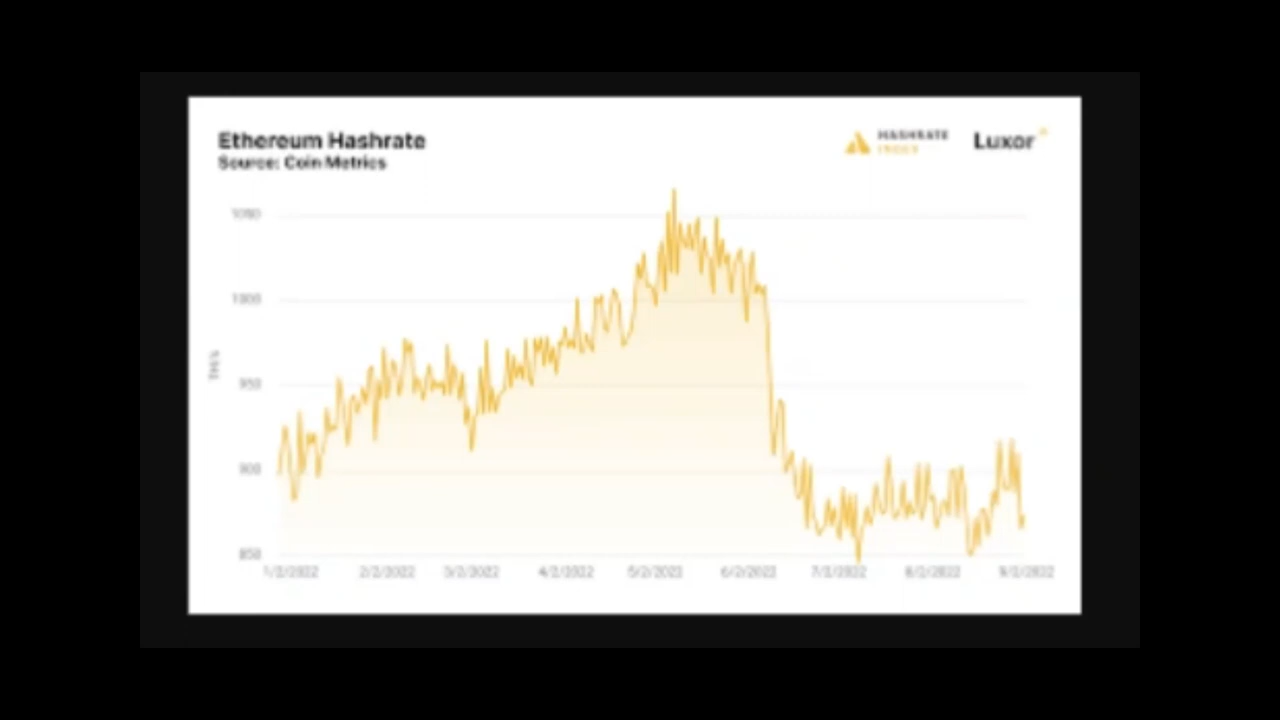 Ethereum Hashrate
Source: Coin Metrics
HASHRATE
INDEX
Luxor
1050
1000
950
900
850
1/2/2022 2/2/2022 3/2/2022 4/2/2022 5/2/2022 6/2/2022 7/2/2022 8/2/2022 9/2/2022